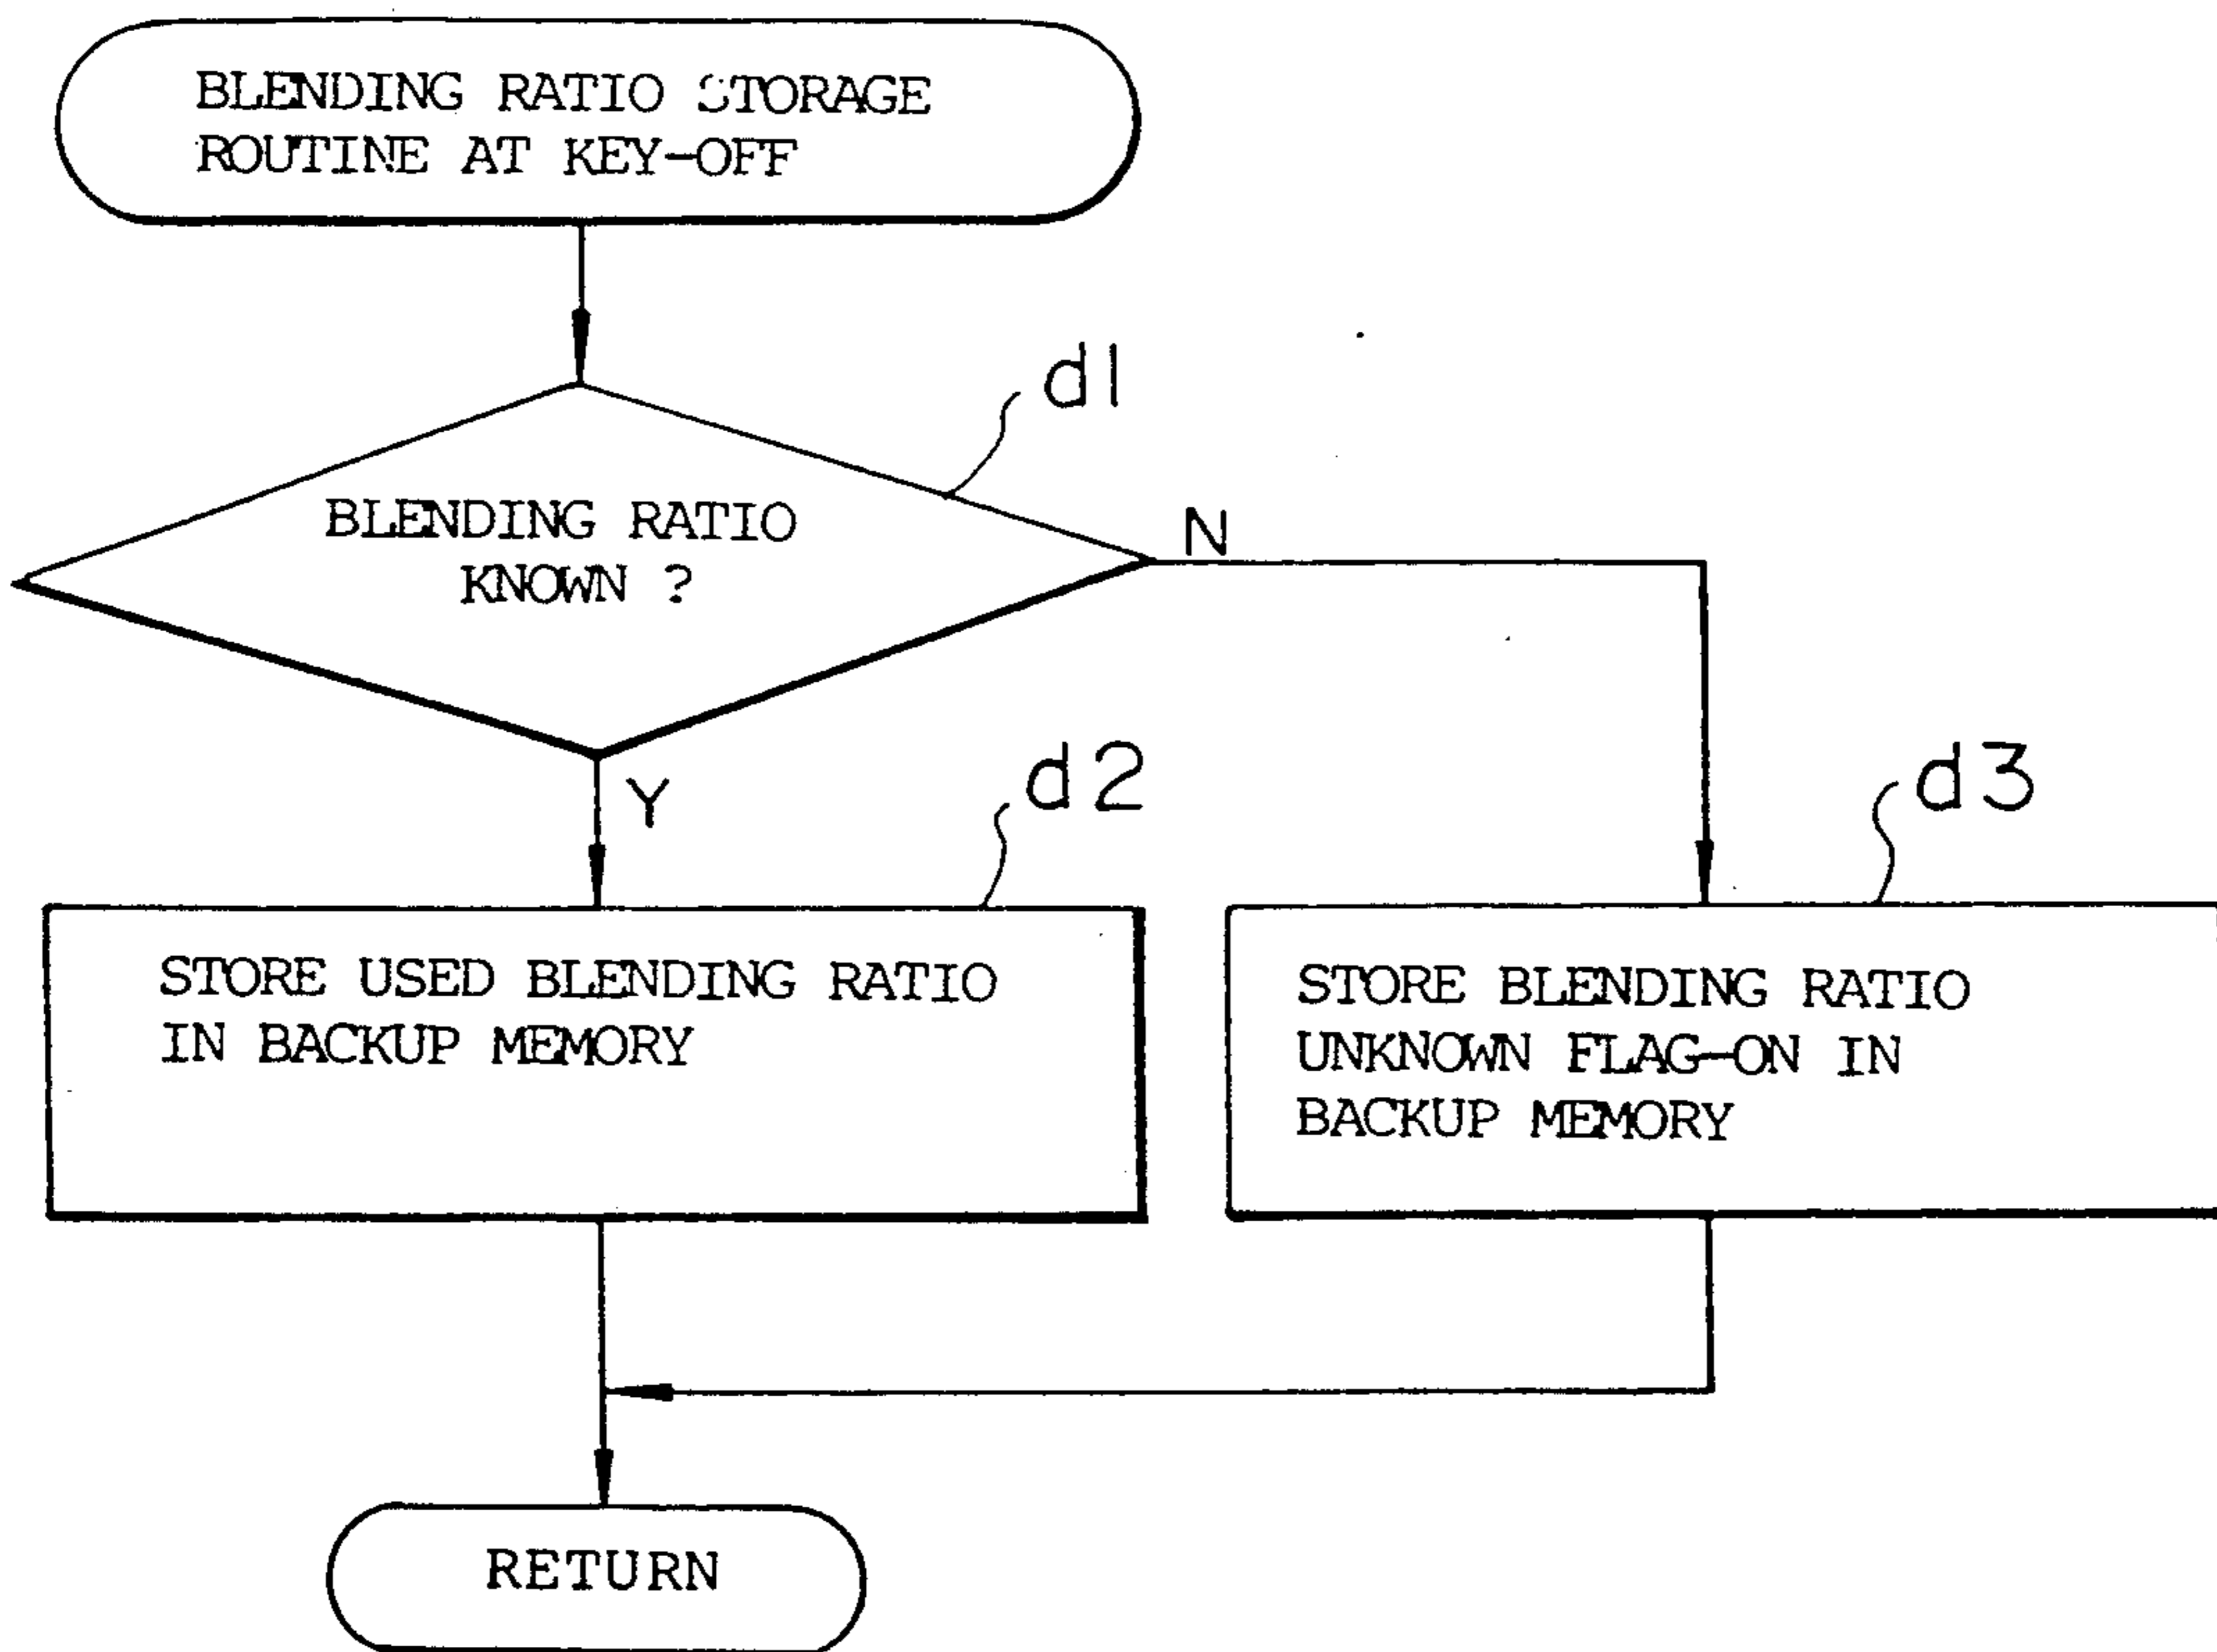 BLENDING RATIO STORAGE
ROUTINE AT KEY-OFF
d1
BLENDING RATIO
KNOWN ?
N
Y
d2
d3
STORE USED BLENDING RATIO
IN BACKUP MEMORY
STORE BLENDING RATIO
UNKNOWN FLAG-ON IN
BACKUP MEMORY
RETURN